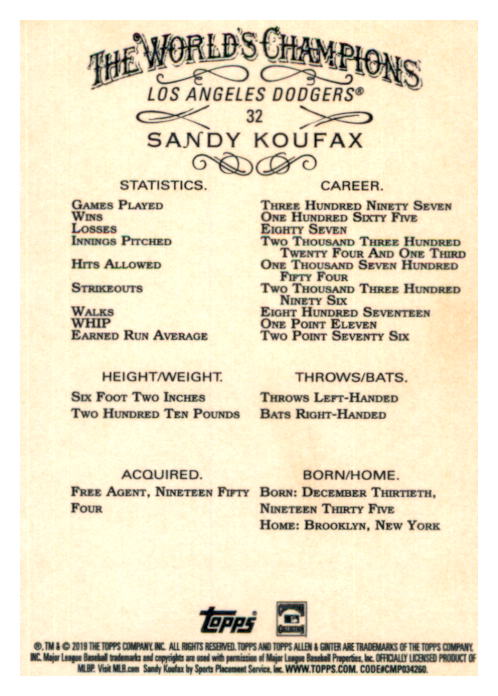 THE WORLD'S CHAMPIONS
LOS ANGELES DODGERS®
32
SANDY KOUFAX
STATISTICS. CAREER.
GAMES PLAYED THREE HUNDRED NINETY SEVEN
WINS ONE HUNDRED SIXTY FIVE
LOSSES EIGHTY SEVEN
INNINGS PITCHED TWO THOUSAND THREE HUNDRED
TWENTY FOUR AND ONE THIRD
HITS ALLOWED ONE THOUSAND SEVEN HUNDRED
FIFTY FOUR
STRIKEOUTS TWO THOUSAND THREE HUNDRED
NINETY SIX
WALKS EIGHT HUNDRED SEVENTEEN
WHIP ONE POINT ELEVEN
EARNED RUN AVERAGE TWO POINT SEVENTY SIX
HEIGHT/WEIGHT. THROWS/BATS.
SIX FOOT TWO INCHES THROWS LEFT-HANDED
TWO HUNDRED TEN POUNDS BATS RIGHT-HANDED
ACQUIRED. BORN/HOME.
FREE AGENT, NINETEEN FIFTY BORN: DECEMBER THIRTIETH,
FOUR NINETEEN THIRTY FIVE
HOME: BROOKLYN, NEW YORK
Topps
®, TM & © 2019 THE TOPPS COMPANY, INC. ALL RIGHTS RESERVED. TOPPS AND TOPPS ALLEN & GINTER ARE TRADEMARKS OF THE TOPPS COMPANY,
INC. Major League Baseball trademarks and copyrights are used with permission of Major League Baseball Properties, Inc. OFFICIALLY LICENSED PRODUCT OF
MLBP. Visit MLB.com Sandy Koufax by Sports Placement Service, Inc. WWW.TOPPS.COM. CODE#CMP034260.